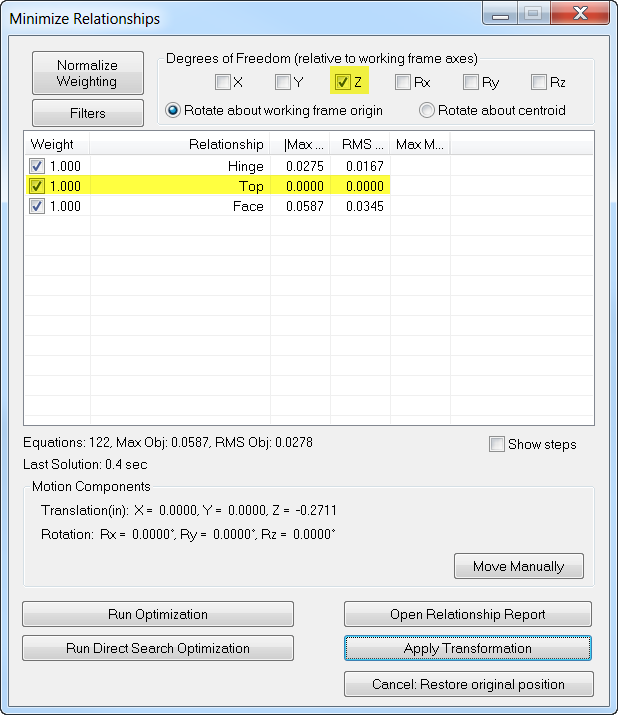 Minimize Relationships
Normalize Weighting
Filters
Degrees of Freedom (relative to working frame axes)
X Y Z Rx Ry Rz
Rotate about working frame origin Rotate about centroid
Weight Relationship |Max ... RMS ... Max M...
1.000 Hinge 0.0275 0.0167
1.000 Top 0.0000 0.0000
1.000 Face 0.0587 0.0345
Equations: 122, Max Obj: 0.0587, RMS Obj: 0.0278
Show steps
Last Solution: 0.4 sec
Motion Components
Translation(in): X = 0.0000, Y = 0.0000, Z = -0.2711
Rotation: Rx = 0.0000°, Ry = 0.0000°, Rz = 0.0000°
Move Manually
Run Optimization
Open Relationship Report
Run Direct Search Optimization
Apply Transformation
Cancel: Restore original position